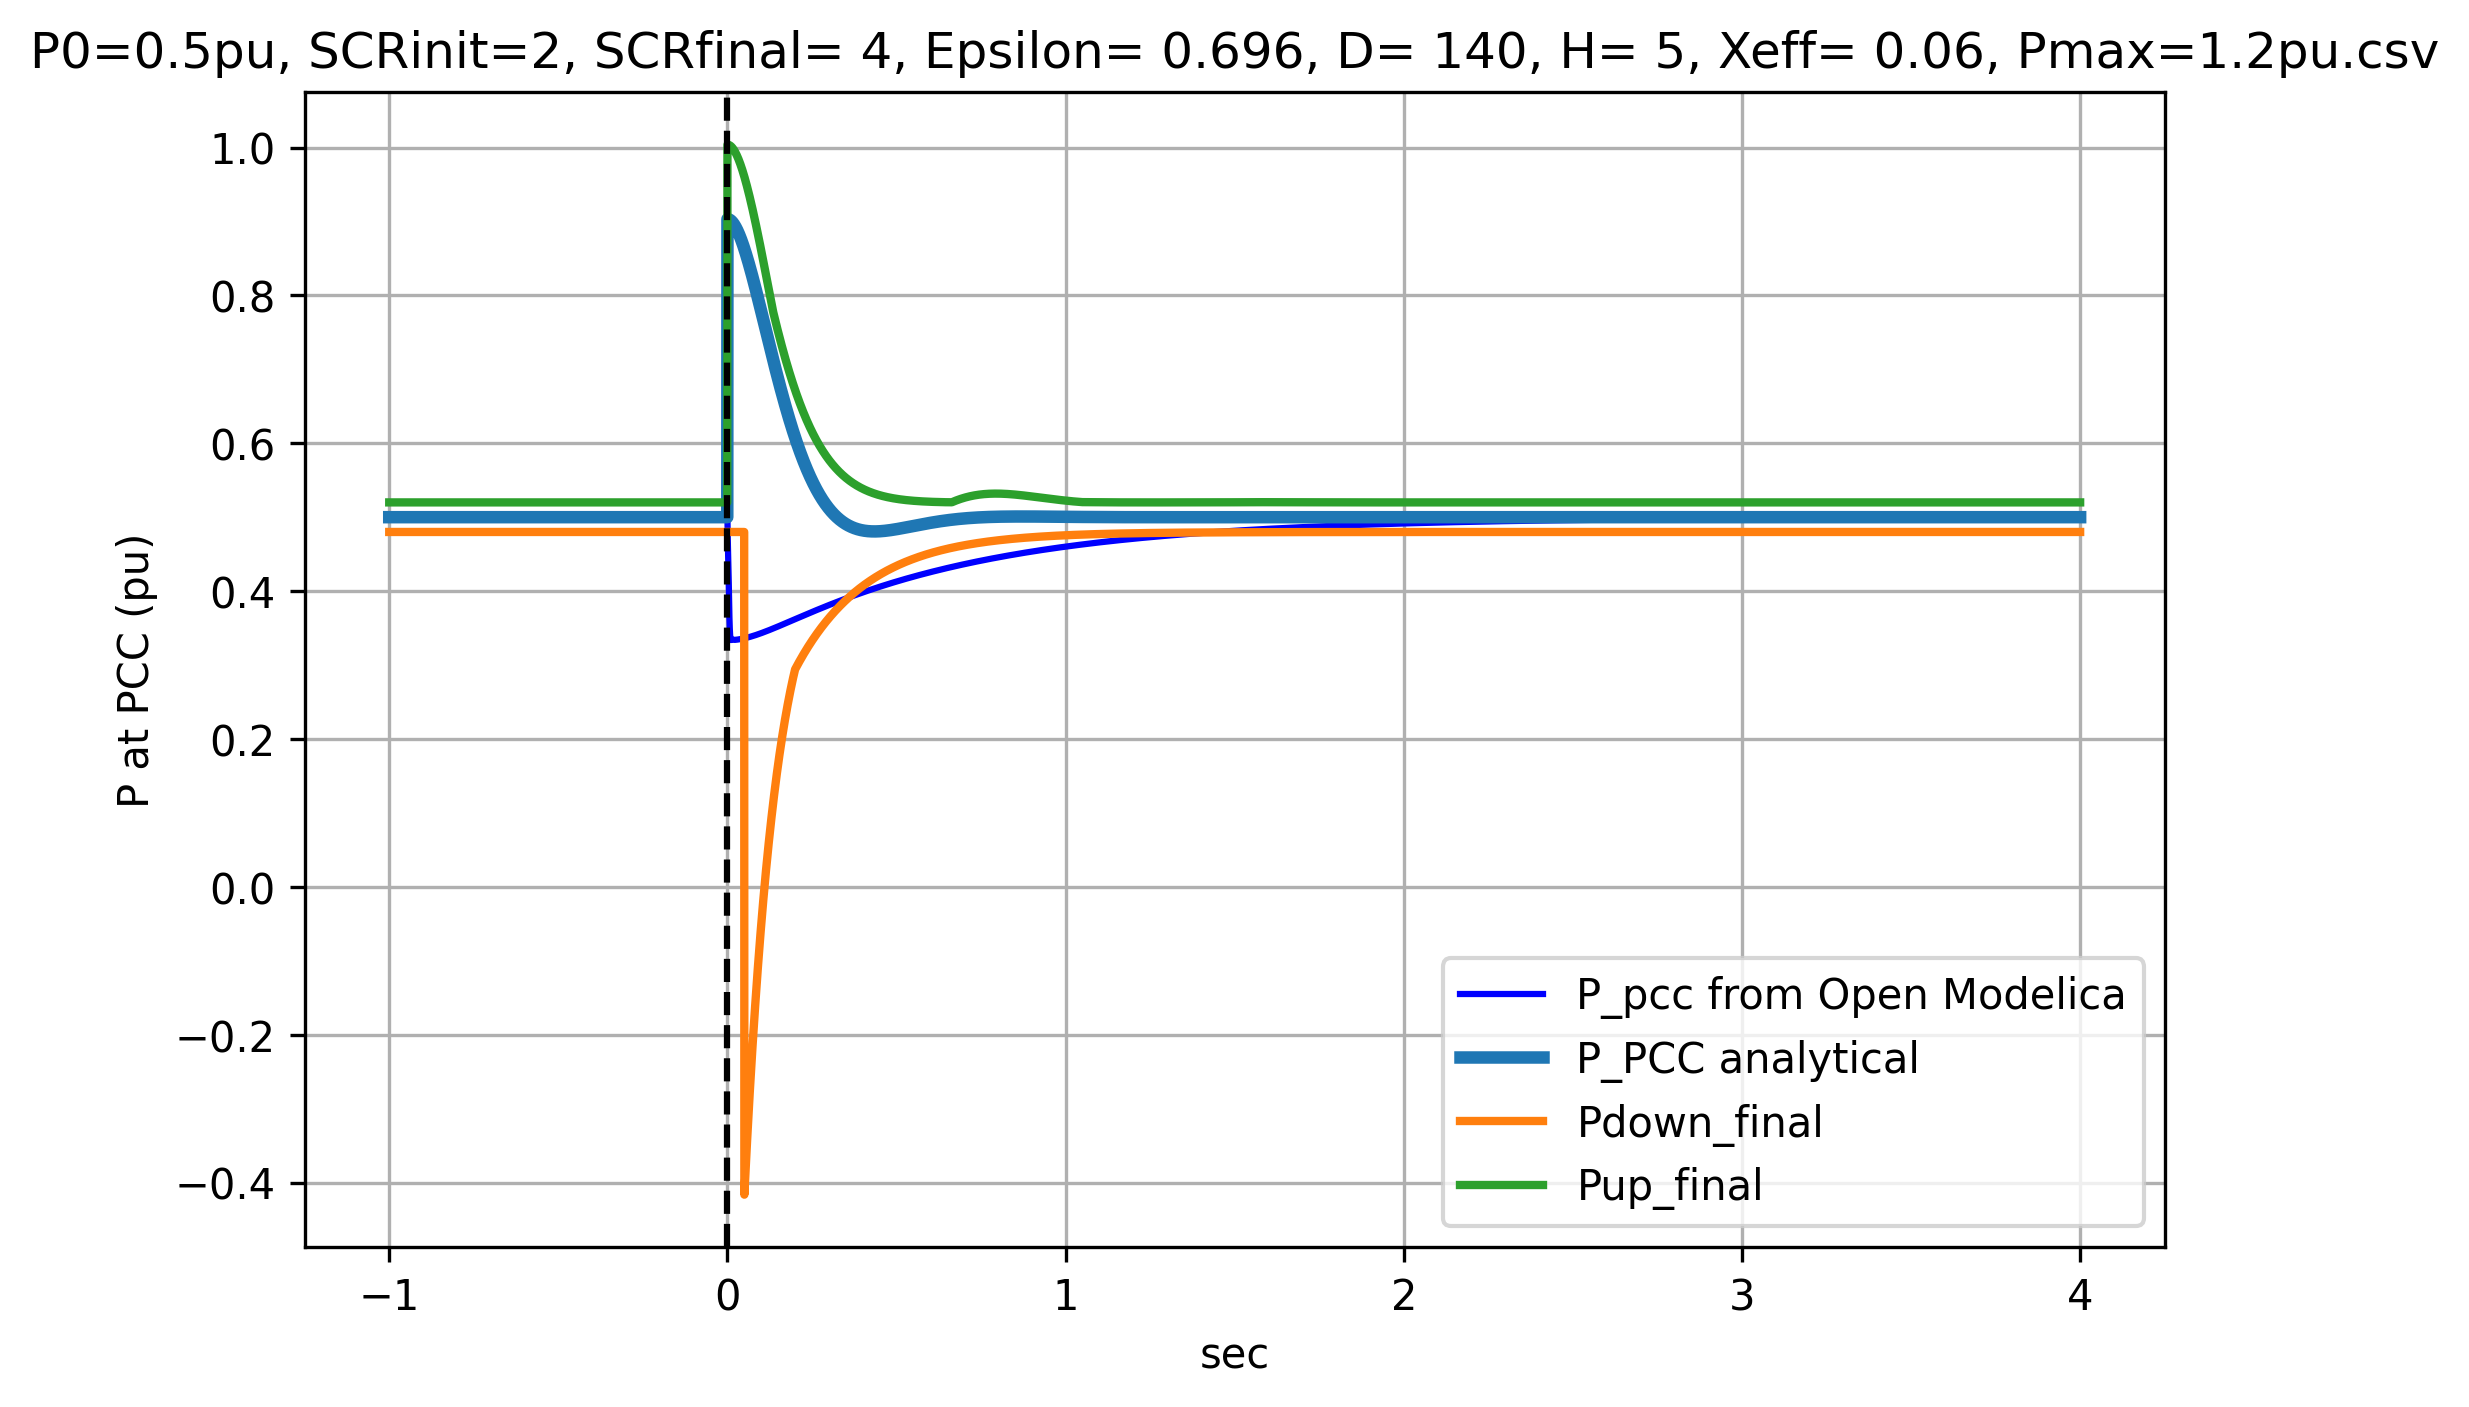 P0=0.5pu, SCRinit=2, SCRfinal= 4, Epsilon= 0.696, D= 140, H= 5, Xeff= 0.06, Pmax=1.2pu.csv
P at PCC (pu)
1.0
0.8
0.6
0.4
0.2
0.0
−0.2
−0.4
P_pcc from Open Modelica
P_PCC analytical
Pdown_final
Pup_final
−1 0 1 2 3 4
sec